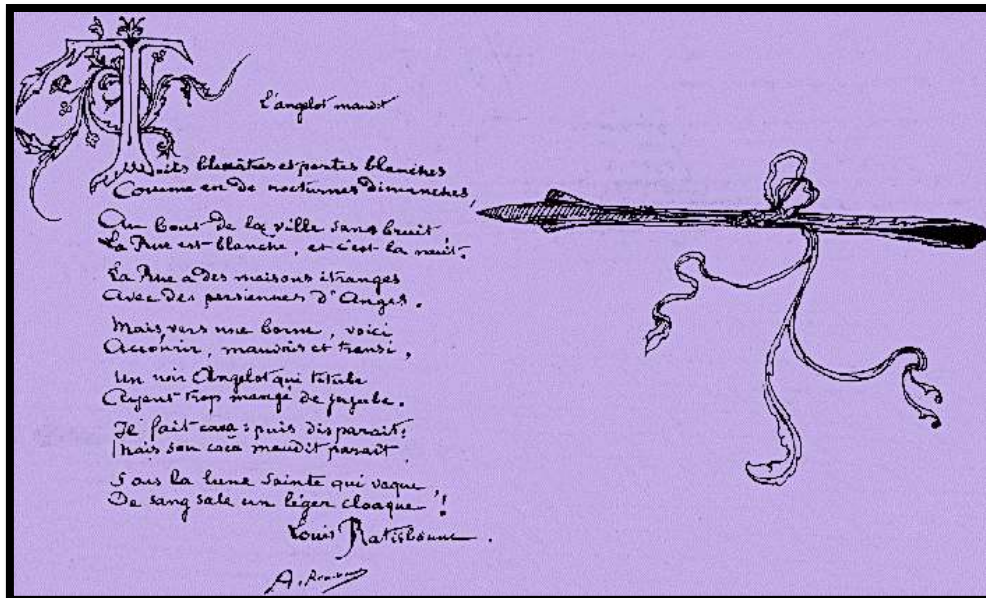 L'angelot maudit
Toits bleuâtres et portes blanches
Comme en de nocturnes dimanches,
Au bout de la ville sans bruit
La Rue est blanche, et c'est la nuit.
La Rue a des maisons étranges
Avec des persiennes d'Anges.
Mais, vers une borne, voici
Accourir, mauvais et transi,
Un noir Angelot qui titube
Ayant trop mangé de jujube.
Il fait caca : puis disparait :
Mais son caca maudit parait,
Sous la lune Sainte qui vaque,
De sang sale un léger cloaque !
Louis Ratisbonne.
A. Rimbaud